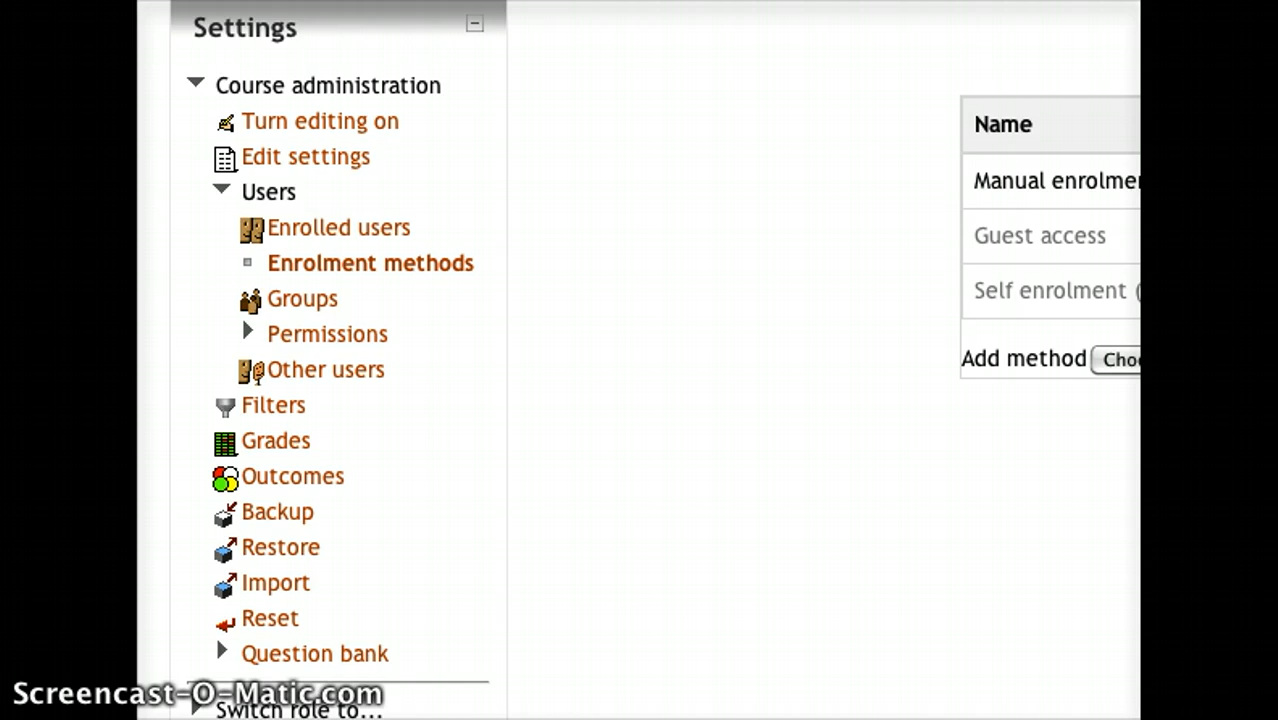 Settings
Course administration
Turn editing on
Edit settings
Users
Enrolled users
Enrolment methods
Groups
Permissions
Other users
Filters
Grades
Outcomes
Backup
Restore
Import
Reset
Question bank
Switch role to...
Name
Manual enrolme
Guest access
Self enrolment (
Add method Choo
Screencast-O-Matic.com